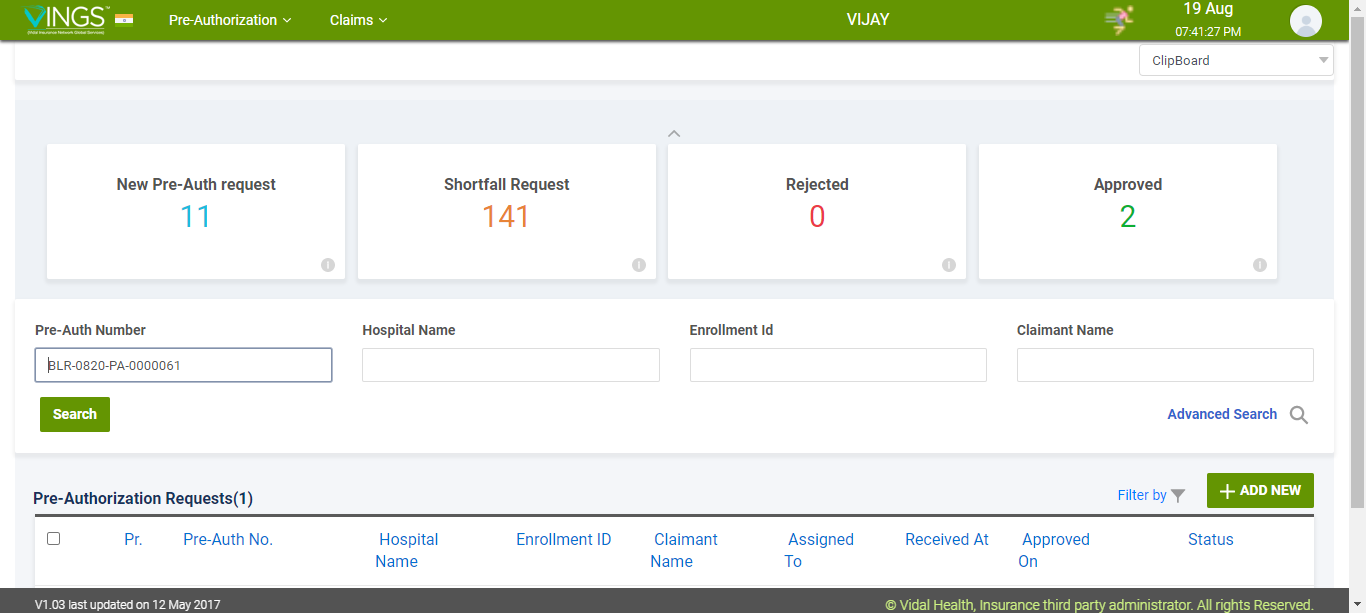 VINGS™ Pre-Authorization Claims VIJAY 19 Aug
(Vidal Insurance Network Global Services) 07:41:27 PM
ClipBoard
New Pre-Auth request Shortfall Request Rejected Approved
11 141 0 2
Pre-Auth Number Hospital Name Enrollment Id Claimant Name
BLR-0820-PA-0000061
Search Advanced Search
Pre-Authorization Requests(1) Filter by ADD NEW
Pr. Pre-Auth No. Hospital Name Enrollment ID Claimant Name Assigned To Received At Approved On Status
V1.03 last updated on 12 May 2017 © Vidal Health, Insurance third party administrator. All rights Reserved.